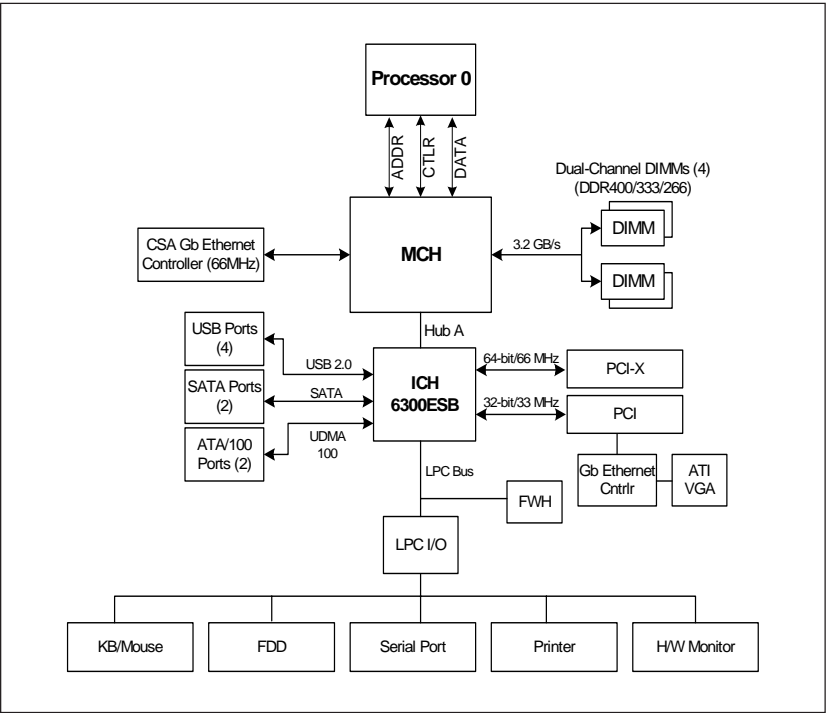 Processor 0
ADDR
CTLR
DATA
Dual-Channel DIMMs (4)
(DDR400/333/266)
DIMM
DIMM
3.2 GB/s
MCH
CSA Gb Ethernet
Controller (66MHz)
Hub A
USB Ports
(4)
USB 2.0
SATA Ports
(2)
SATA
ATA/100
Ports (2)
UDMA
100
ICH
6300ESB
64-bit/66 MHz
PCI-X
32-bit/33 MHz
PCI
Gb Ethernet
Cntrlr
ATI
VGA
LPC Bus
FWH
LPC I/O
KB/Mouse
FDD
Serial Port
Printer
H/W Monitor